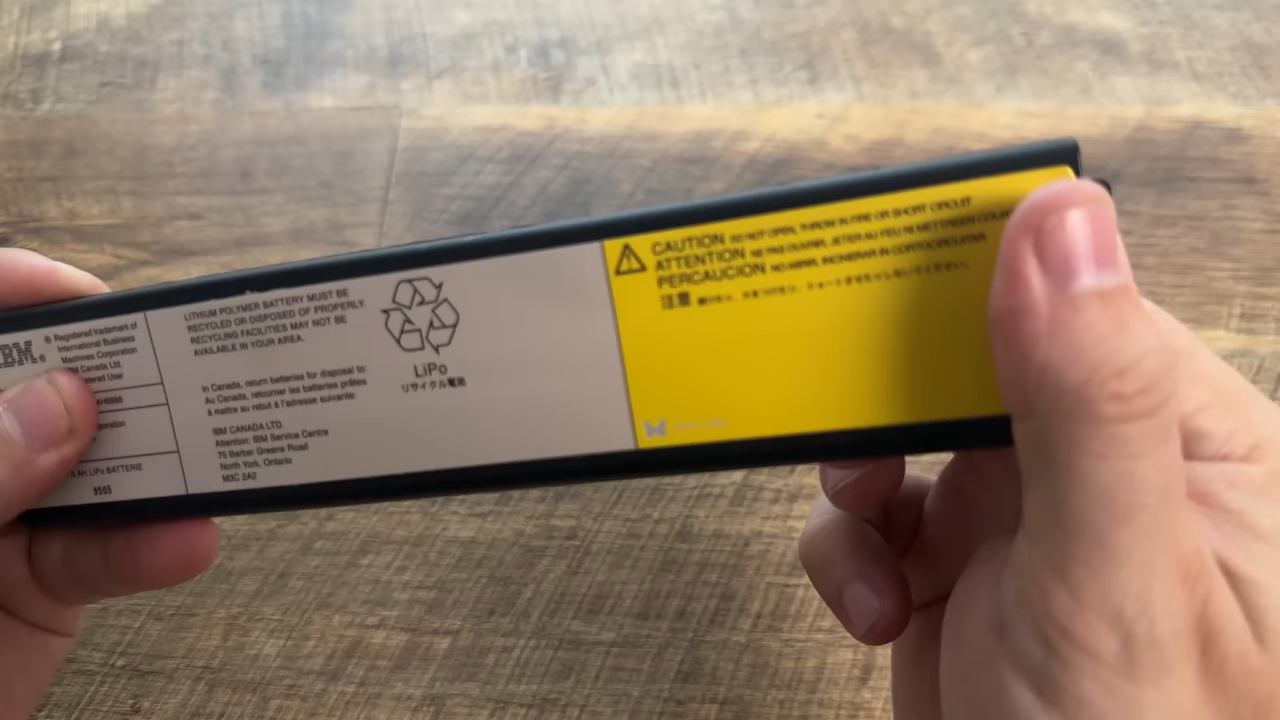 IBM®
® Registered trademark of
International Business
Machines Corporation
Canada Ltd.
User
AH LiPo BATTERIE
9505
LITHIUM POLYMER BATTERY MUST BE
RECYCLED OR DISPOSED OF PROPERLY.
RECYCLING FACILITIES MAY NOT BE
AVAILABLE IN YOUR AREA.
In Canada, return batteries for disposal to:
Au Canada, retourner les batteries prêtes
à mettre au rebut à l'adresse suivante:
IBM CANADA LTD.
Attention: IBM Service Centre
75 Barber Greene Road
North York, Ontario
M3C 2A2
LiPo
リサイクル電池
CAUTION DO NOT OPEN, THROW IN FIRE OR SHORT CIRCUIT
ATTENTION NE PAS OUVRIR, JETER AU FEU NI METTRE EN
PERCAUCION NO ABRIR, INCINERAR IN CORTOCIRCUITAR
注意